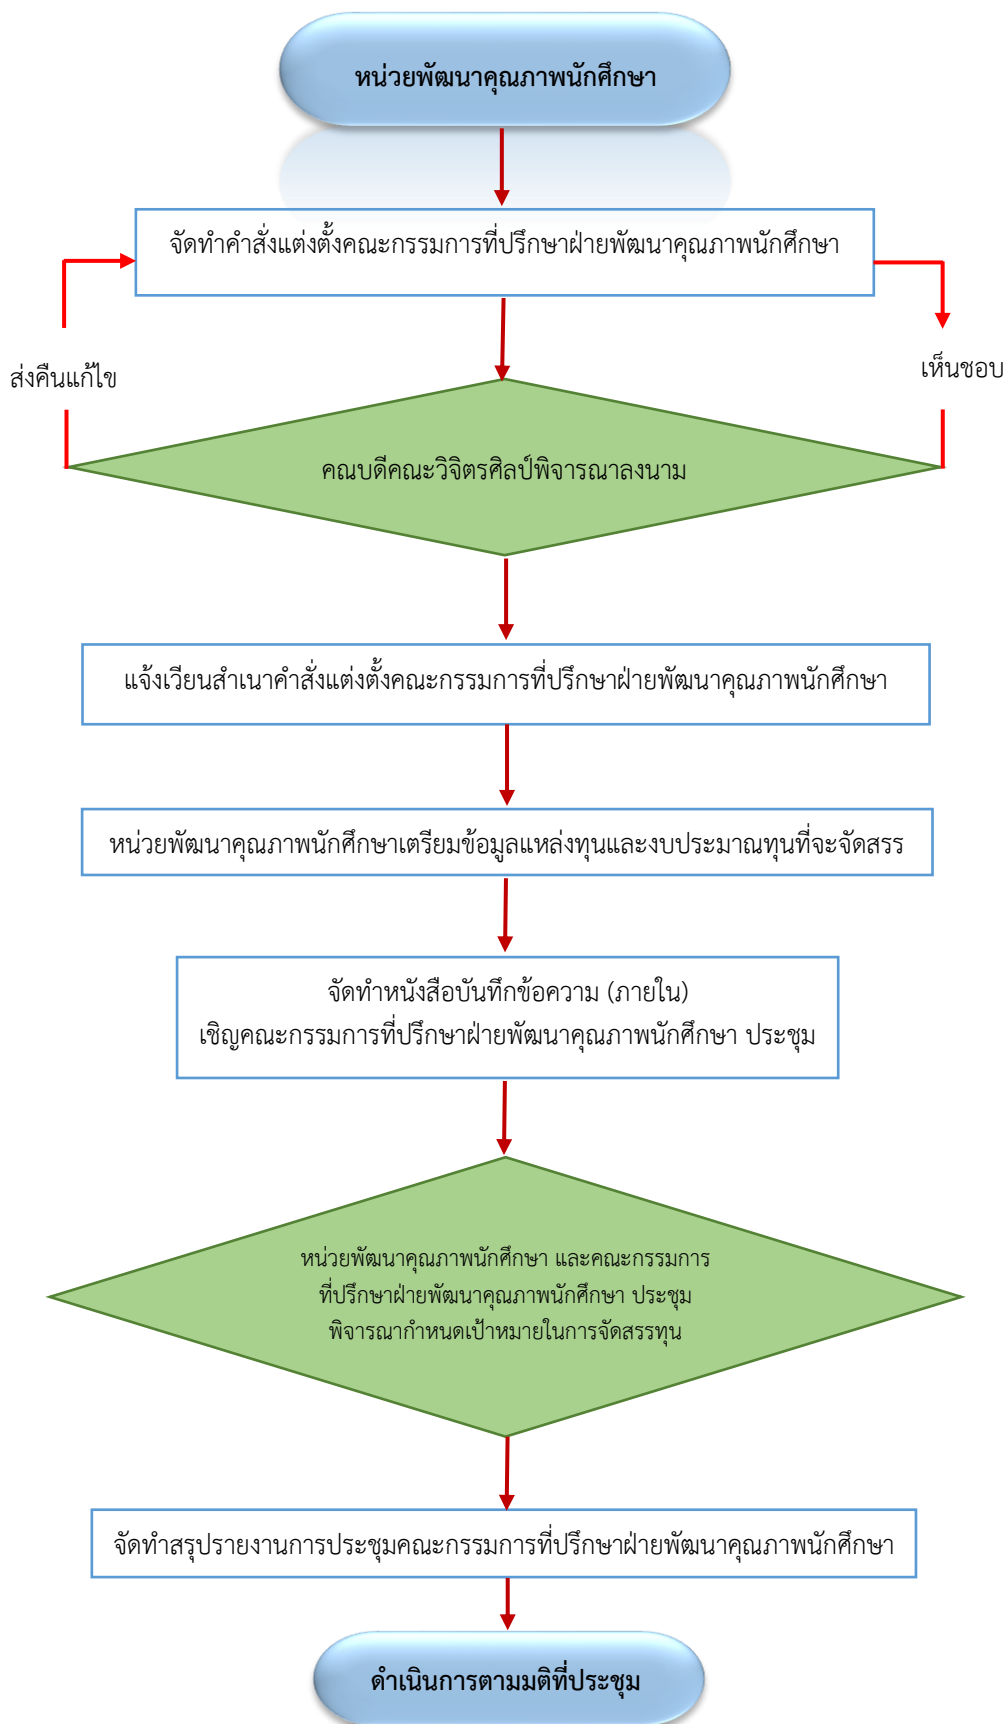 หน่วยพัฒนาคุณภาพนักศึกษา
จัดทำคำสั่งแต่งตั้งคณะกรรมการที่ปรึกษาฝ่ายพัฒนาคุณภาพนักศึกษา
ส่งคืนแก้ไข
เห็นชอบ
คณบดีคณะวิจิตรศิลป์พิจารณาลงนาม
แจ้งเวียนสำเนาคำสั่งแต่งตั้งคณะกรรมการที่ปรึกษาฝ่ายพัฒนาคุณภาพนักศึกษา
หน่วยพัฒนาคุณภาพนักศึกษาเตรียมข้อมูลแหล่งทุนและงบประมาณทุนที่จะจัดสรร
จัดทำหนังสือบันทึกข้อความ (ภายใน)
เชิญคณะกรรมการที่ปรึกษาฝ่ายพัฒนาคุณภาพนักศึกษา ประชุม
หน่วยพัฒนาคุณภาพนักศึกษา และคณะกรรมการ
ที่ปรึกษาฝ่ายพัฒนาคุณภาพนักศึกษา ประชุม
พิจารณากำหนดเป้าหมายในการจัดสรรทุน
จัดทำสรุปรายงานการประชุมคณะกรรมการที่ปรึกษาฝ่ายพัฒนาคุณภาพนักศึกษา
ดำเนินการตามมติที่ประชุม